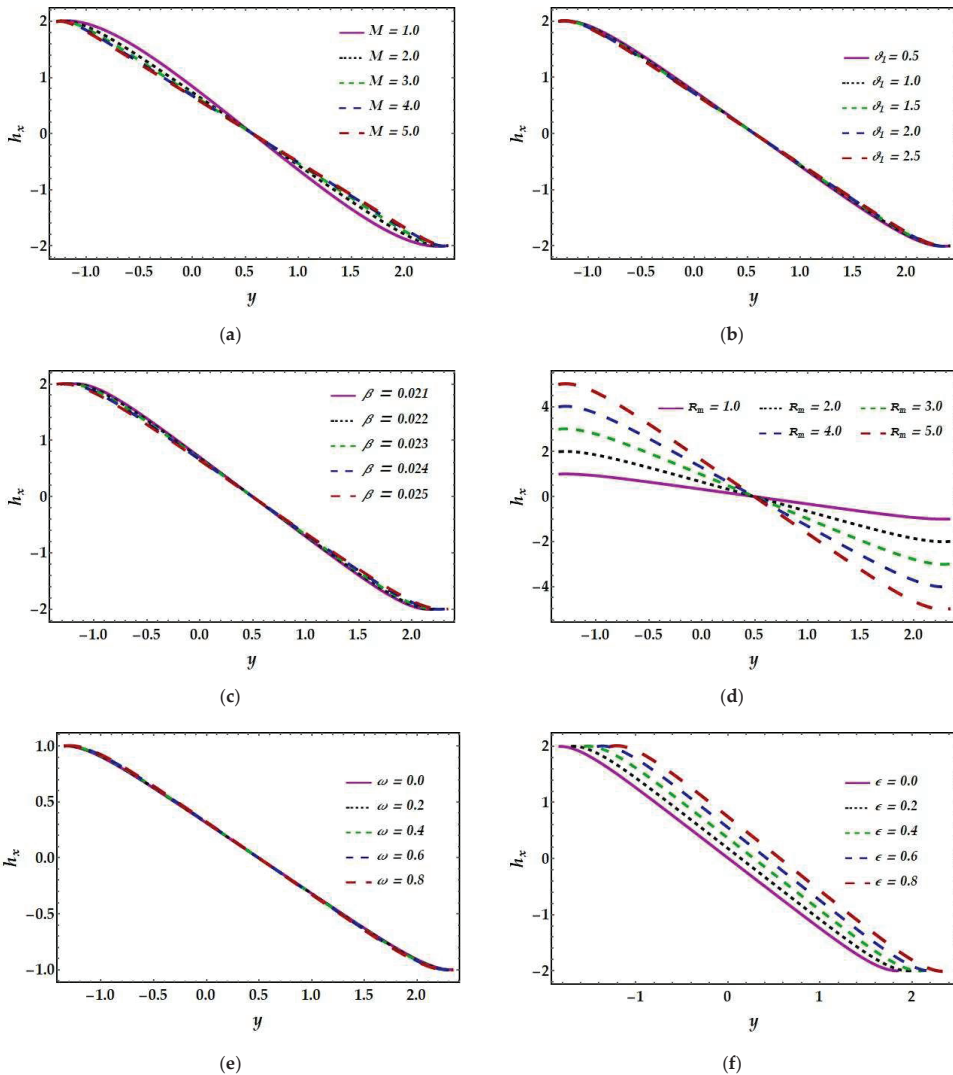 M = 1.0
M = 2.0
M = 3.0
M = 4.0
M = 5.0
2
1
0
−1
−2
h_x
−1.0 −0.5 0.0 0.5 1.0 1.5 2.0
y
(a)
ϑ_1 = 0.5
ϑ_1 = 1.0
ϑ_1 = 1.5
ϑ_1 = 2.0
ϑ_1 = 2.5
2
1
0
−1
−2
h_x
−1.0 −0.5 0.0 0.5 1.0 1.5 2.0
y
(b)
β = 0.021
β = 0.022
β = 0.023
β = 0.024
β = 0.025
2
1
0
−1
−2
h_x
−1.0 −0.5 0.0 0.5 1.0 1.5 2.0
y
(c)
R_m = 1.0 R_m = 2.0 R_m = 3.0
R_m = 4.0 R_m = 5.0
4
2
0
−2
−4
h_x
−1.0 −0.5 0.0 0.5 1.0 1.5 2.0
y
(d)
ω = 0.0
ω = 0.2
ω = 0.4
ω = 0.6
ω = 0.8
1.0
0.5
0.0
−0.5
−1.0
h_x
−1.0 −0.5 0.0 0.5 1.0 1.5 2.0
y
(e)
ϵ = 0.0
ϵ = 0.2
ϵ = 0.4
ϵ = 0.6
ϵ = 0.8
2
1
0
−1
−2
h_x
−1 0 1 2
y
(f)